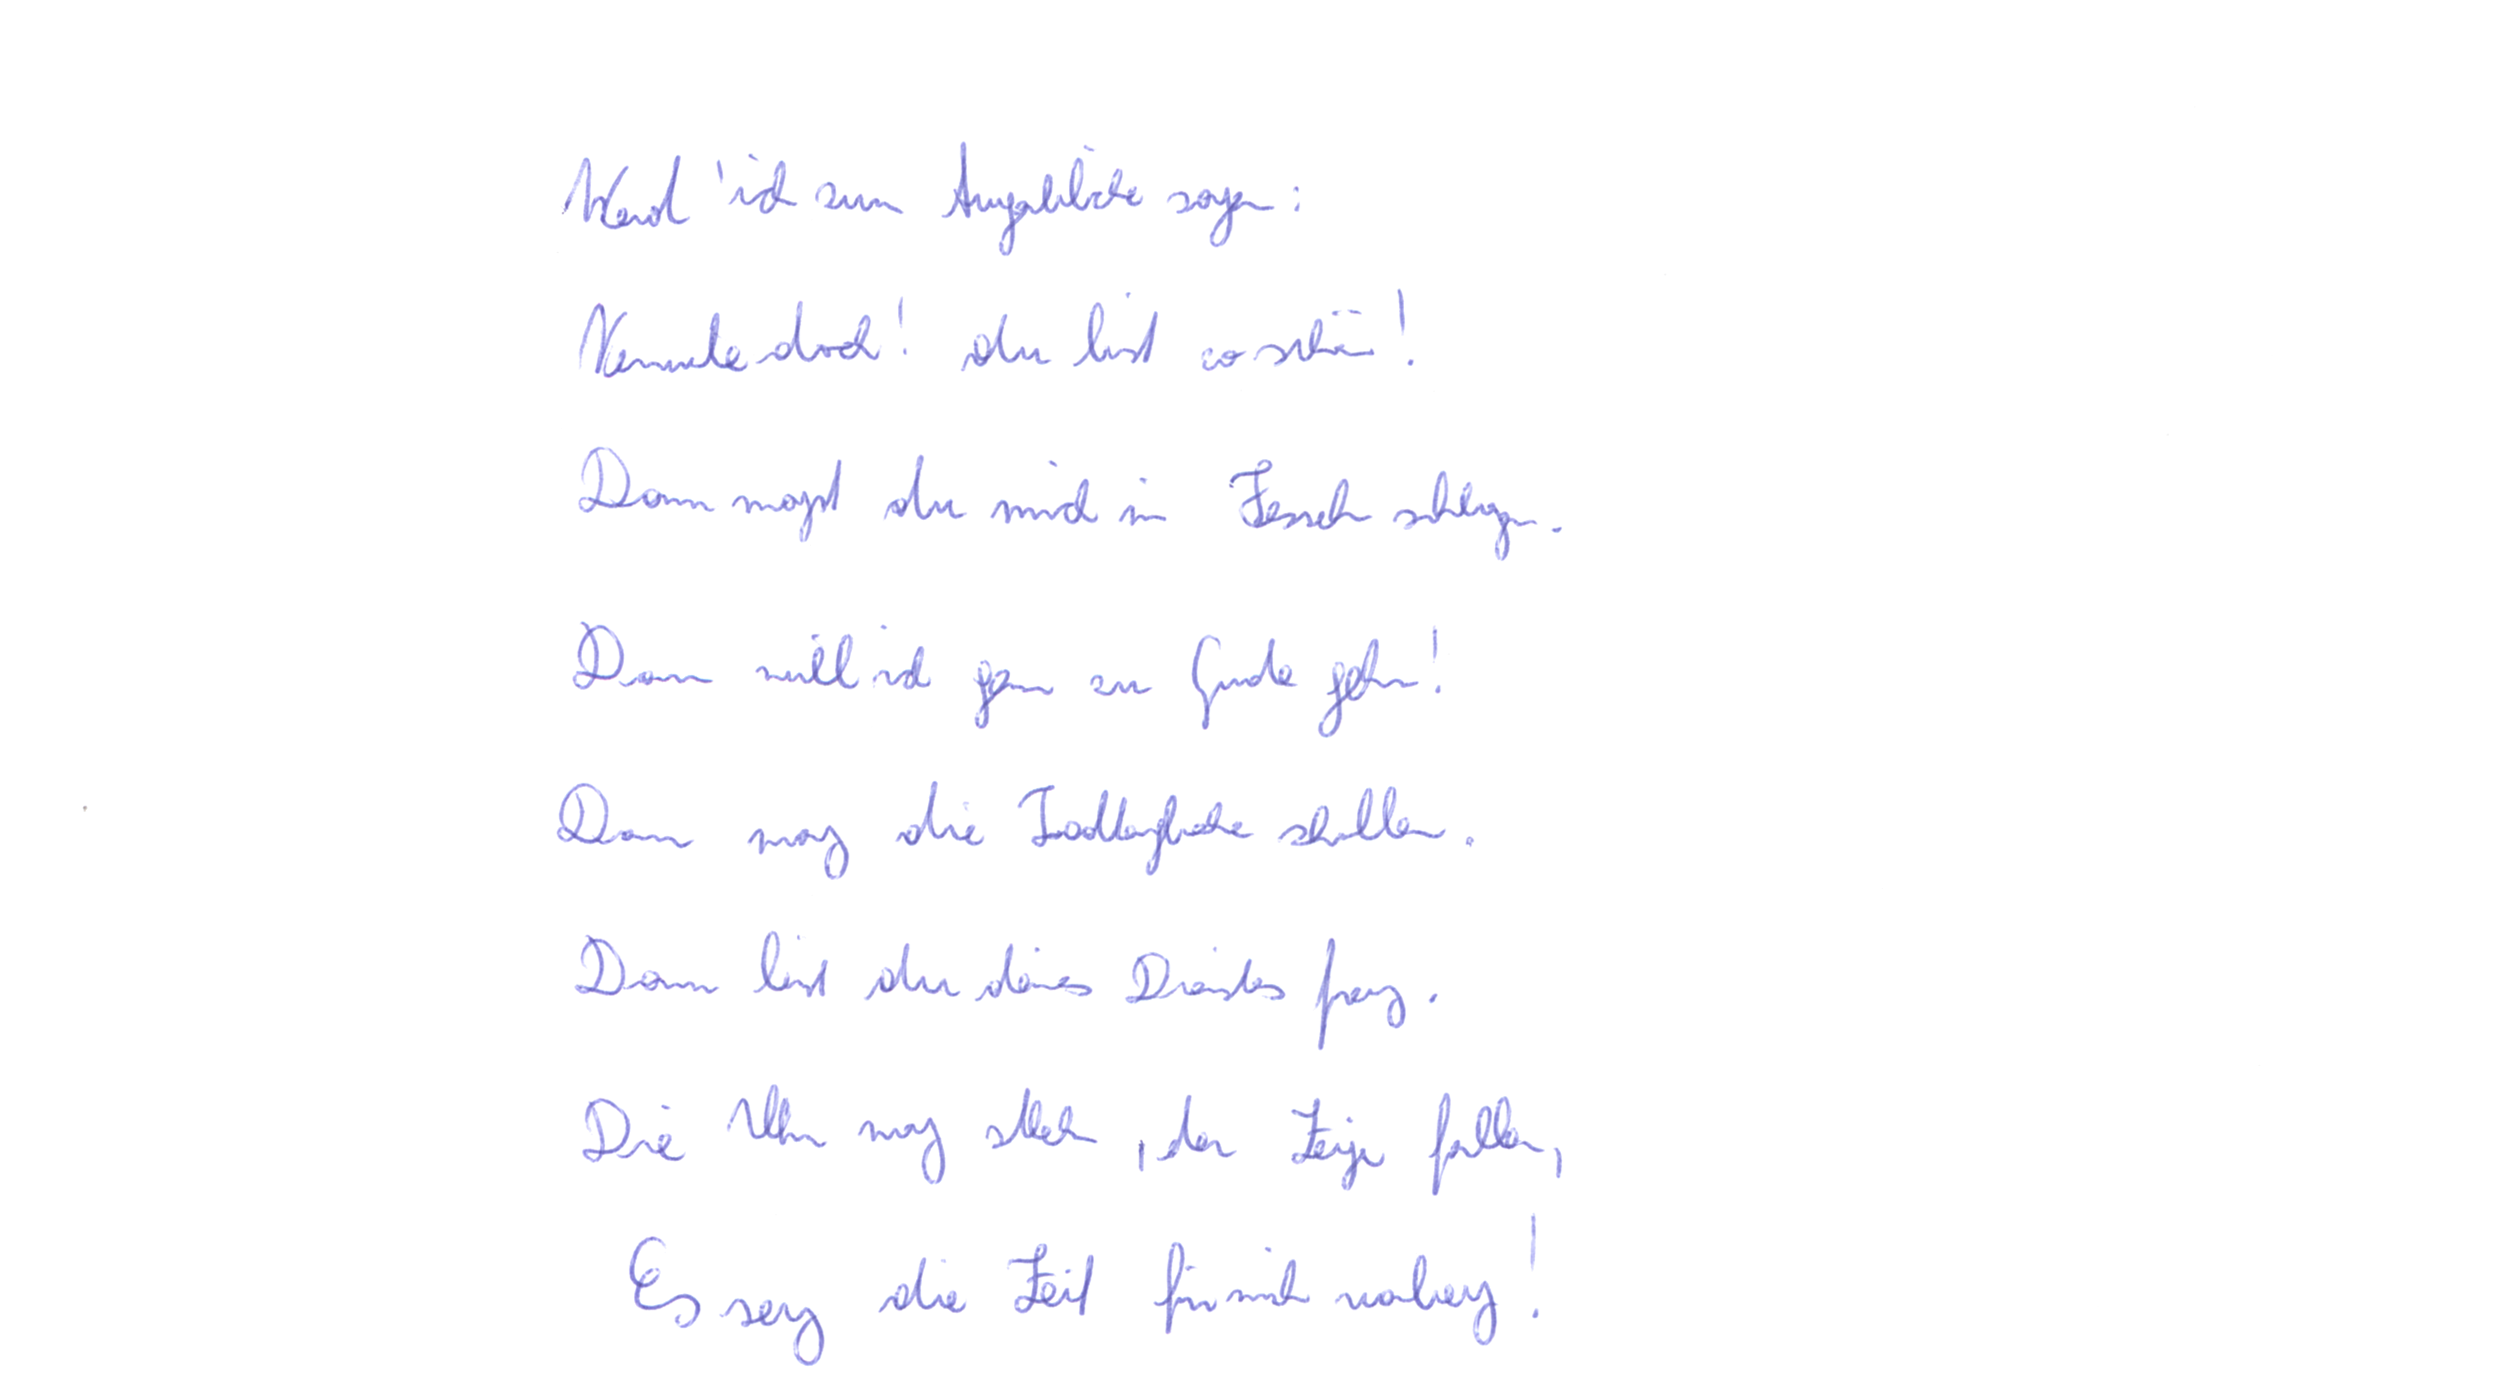 Werd' ich zum Augenblicke sagen:
Verweile doch! du bist so schön!
Dann magst du mich in Fesseln schlagen.
Dann will ich gern zu Grunde gehn!
Dann mag die Todtenglocke schallen.
Dann bist du deines Dienstes frey.
Die Uhr mag stehn, der Zeiger fallen,
Es sey die Zeit für mich vorbey!